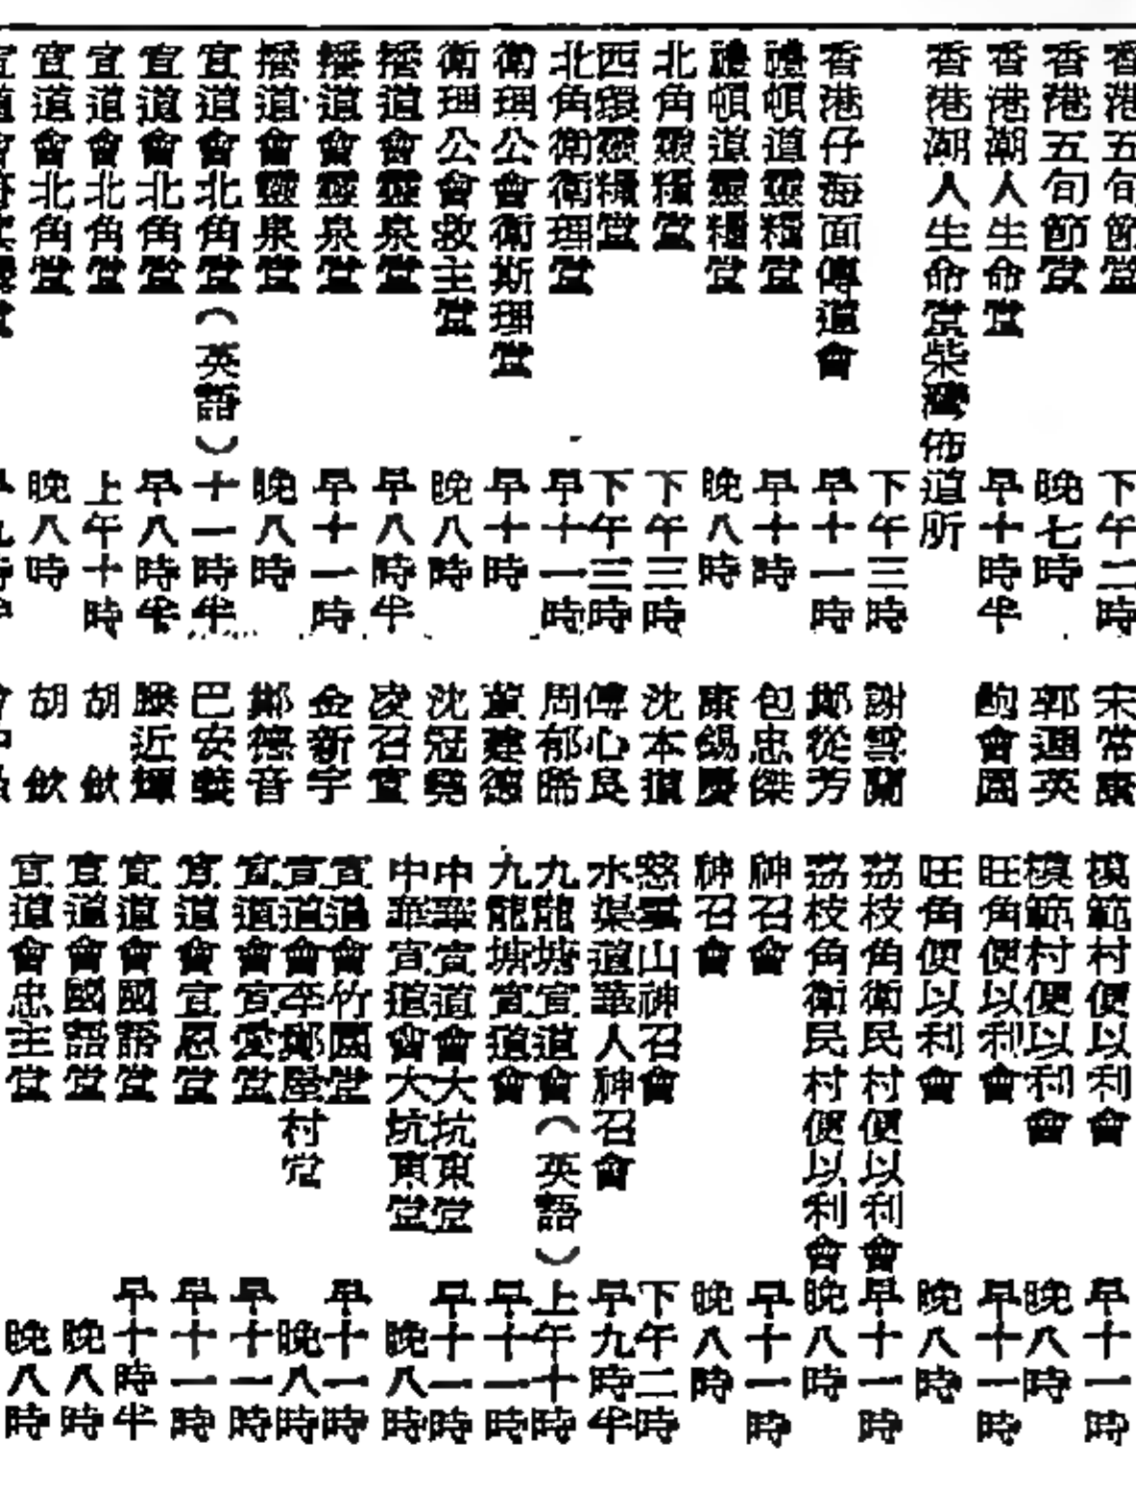 香港五旬節堂 下午二時 宋常康
香港五旬節堂 晚七時 郭迺英
香港潮人生命堂 早十時半 會圓
香港潮人生命堂柴灣佈道所
下午三時 謝雪蘭
香港仔海面傳道會 早十一時 鄭從芳
禮頓道靈糧堂 早十時 包忠傑
禮頓道靈糧堂 晚八時 康錫慶
北角靈糧堂 下午三時 沈本
西環靈糧堂 下午三時 傅心良
北角衛衛理堂 早十一時 周郁晞
衛理公會衛斯理堂 早十時 董建德
衛理公會救主堂 晚八時 沈冠堯
播道會靈泉堂 早八時半 凌召宣
播道會靈泉堂 早十一時 金新宇
播道會靈泉堂 晚八時 鄭德音
宣道會北角堂（英語）十一時半 巴安義
宣道會北角堂 早八時半 滕近輝
宣道會北角堂 上午十時 胡欽
宣道會北角堂 晚八時 胡欽
模範村便以利會 早十一時
模範村便以利會 晚八時
旺角便以利會 早十一時
旺角便以利會 晚八時
荔枝角衛民村便以利會 早十一時
荔枝角衛民村便以利會 晚八時
神召會 早十一時
神召會 晚八時
慈雲山神召會 下午二時
水渠道華人神召會 早九時半
九龍塘宣道會（英語）上午十時
九龍塘宣道會 早十一時
中華宣道會大坑東堂 早十一時
中華宣道會大坑東堂 晚八時
宣道會竹園堂 早十一時
宣道會李鄭屋村堂 晚八時
宣道會宣愛堂 早十一時
宣道會宣恩堂 早十一時
宣道會國語堂 早十時半
宣道會國語堂 晚八時
宣道會忠主堂 晚八時